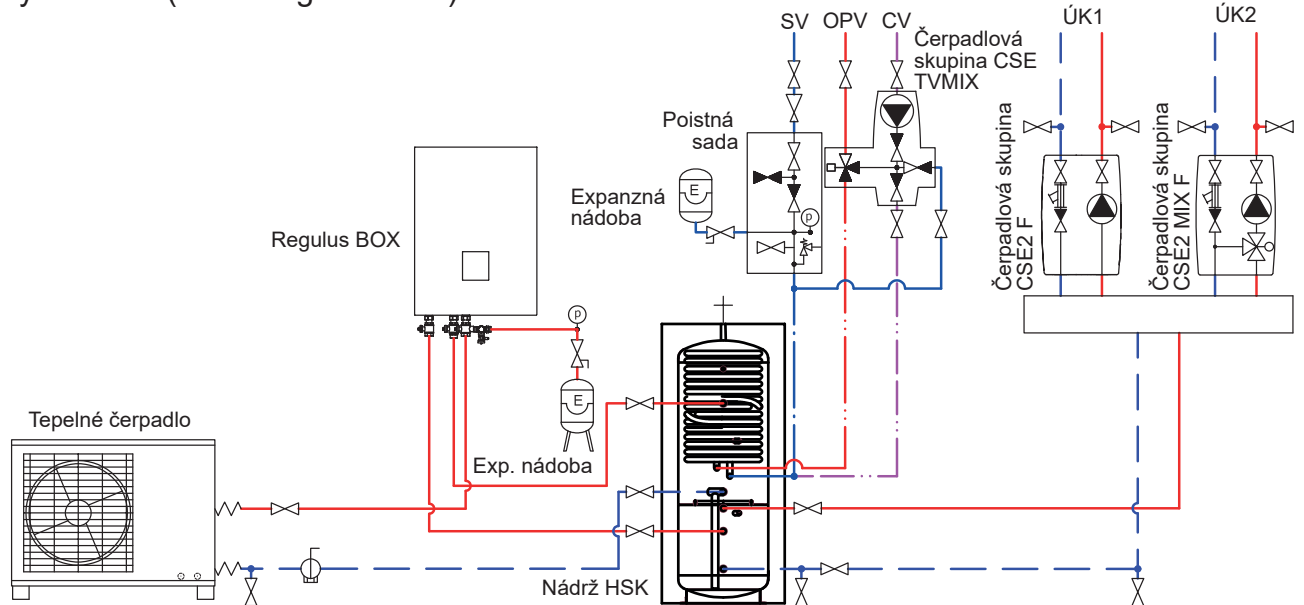 SV OPV CV
ÚK1
ÚK2
Čerpadlová
skupina CSE
TVMIX
Poistná
sada
Expanzná
nádoba
E
p
Regulus BOX
p
E
Exp. nádoba
Tepelné čerpadlo
Nádrž HSK
Čerpadlová skupina
CSE2 F
Čerpadlová skupina
CSE2 MIX F